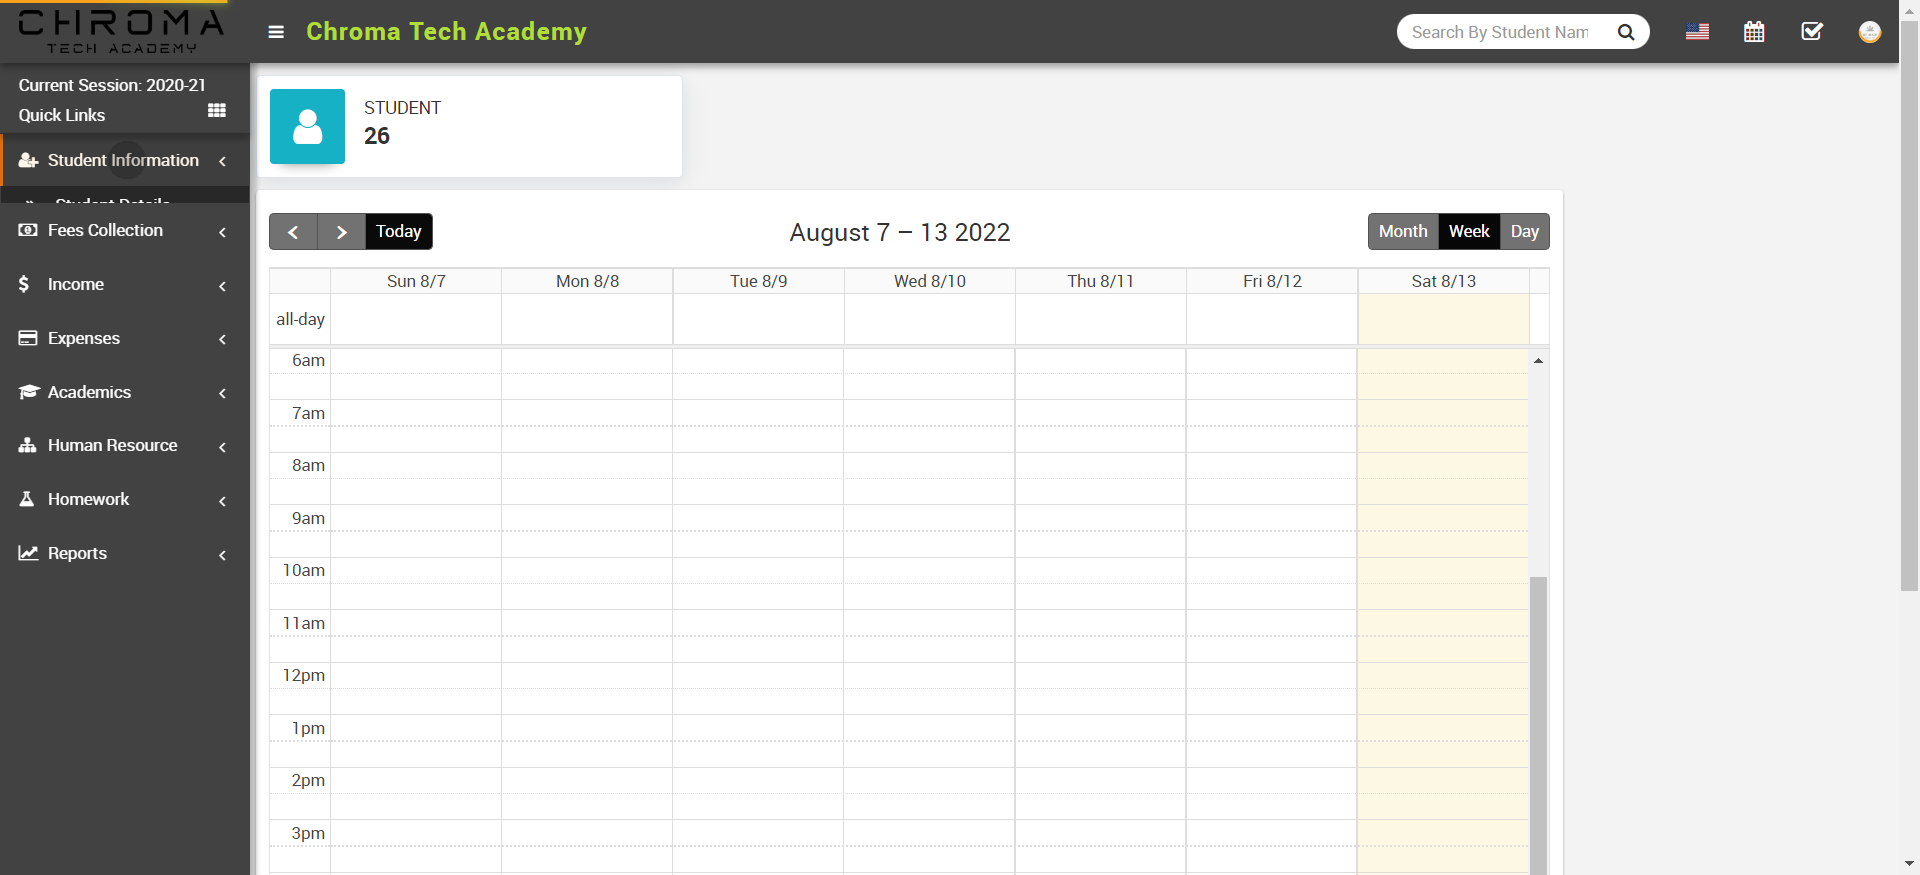 CHROMA
TECH ACADEMY
Chroma Tech Academy
Search By Student Nam
Current Session: 2020-21
Quick Links
Student Information
Student Details
Fees Collection
Income
Expenses
Academics
Human Resource
Homework
Reports
STUDENT
26
Today
August 7 – 13 2022
Month Week Day
Sun 8/7 Mon 8/8 Tue 8/9 Wed 8/10 Thu 8/11 Fri 8/12 Sat 8/13
all-day
6am
7am
8am
9am
10am
11am
12pm
1pm
2pm
3pm